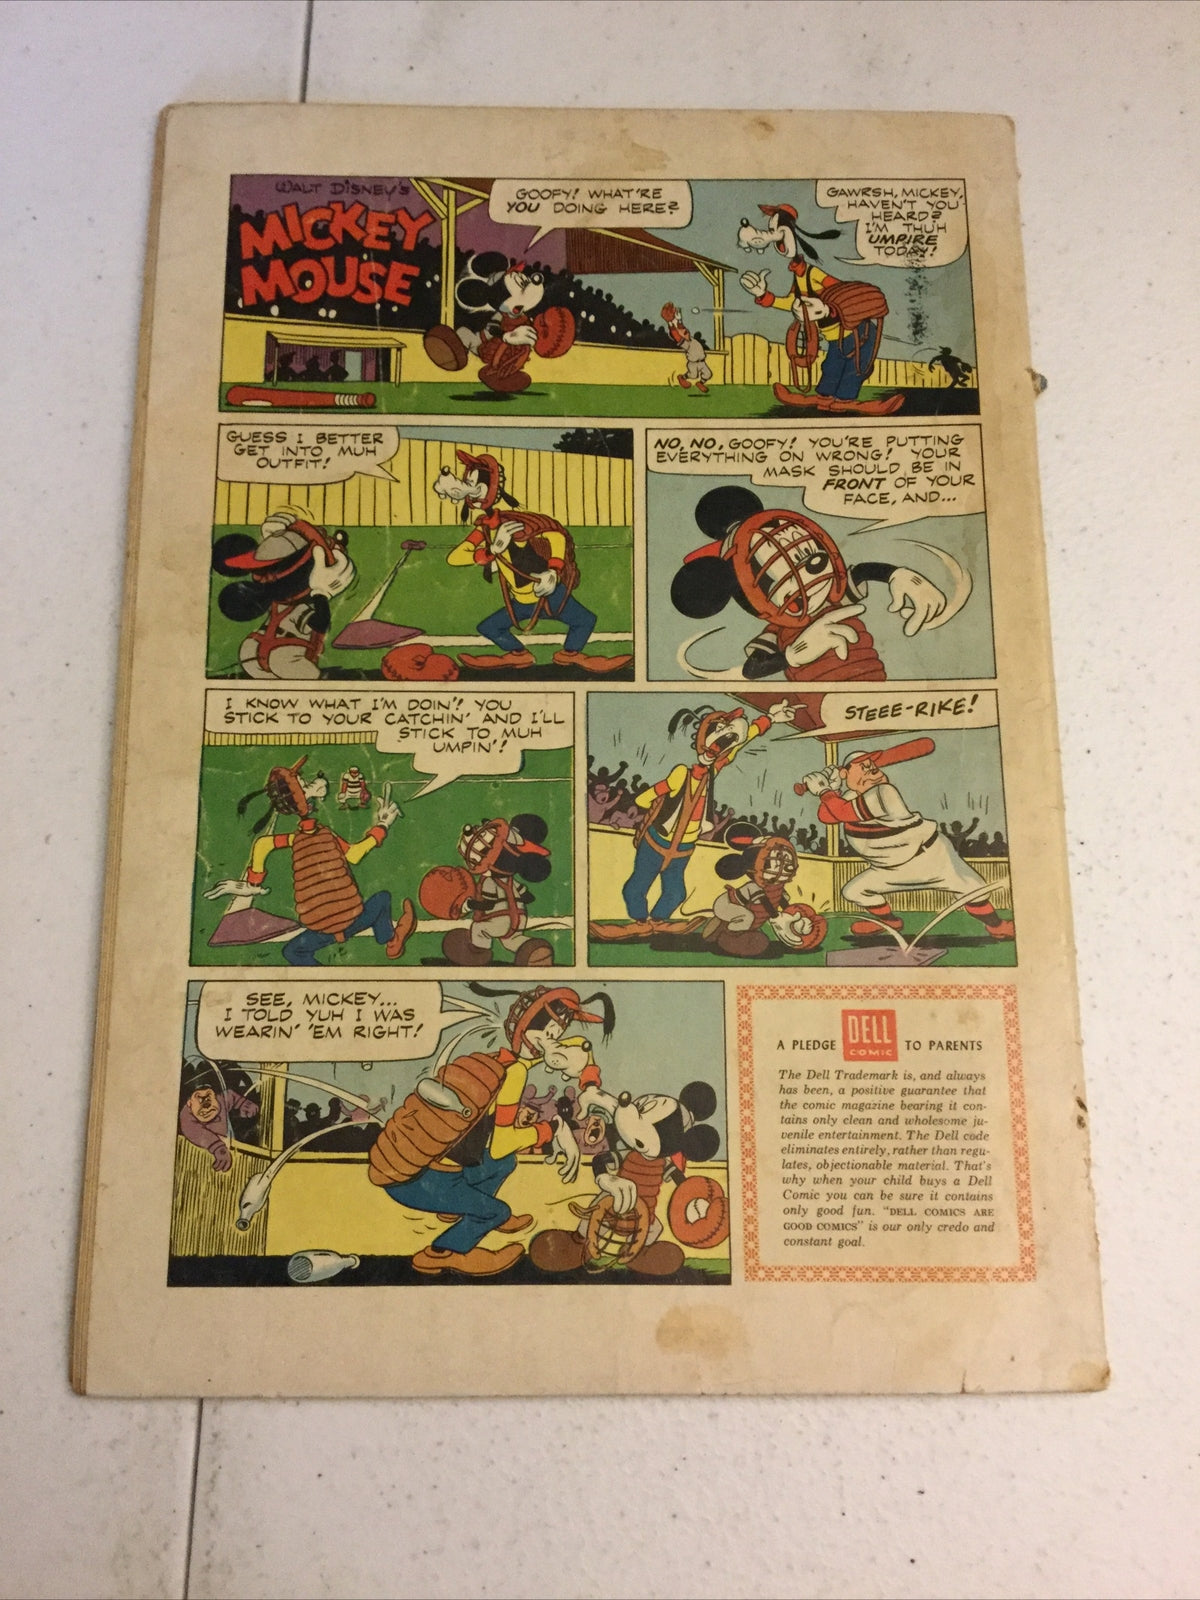 WALT DISNEY'S
MICKEY
MOUSE
GOOFY! WHAT'RE
YOU DOING HERE?
GAWRSH, MICKEY,
HAVEN'T YOU
HEARD?
I'M THUH
UMPIRE
TODAY!
GUESS I BETTER
GET INTO MUH
OUTFIT!
NO, NO, GOOFY! YOU'RE PUTTING
EVERYTHING ON WRONG! YOUR
MASK SHOULD BE IN
FRONT OF YOUR
FACE, AND...
I KNOW WHAT I'M DOIN'! YOU
STICK TO YOUR CATCHIN' AND I'LL
STICK TO MUH
UMPIN'!
STEEE-RIKE!
SEE, MICKEY...
I TOLD YUH I WAS
WEARIN' 'EM RIGHT!
A PLEDGE DELL COMIC TO PARENTS
The Dell Trademark is, and always
has been, a positive guarantee that
the comic magazine bearing it con-
tains only clean and wholesome ju-
venile entertainment. The Dell code
eliminates entirely, rather than regu-
lates, objectionable material. That's
why when your child buys a Dell
Comic you can be sure it contains
only good fun. "DELL COMICS ARE
GOOD COMICS" is our only credo and
constant goal.